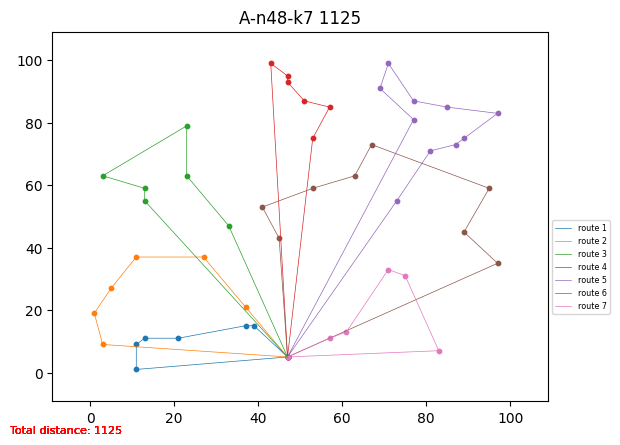 A-n48-k7 1125
100
80
60
40
20
0
0 20 40 60 80 100
route 1
route 2
route 3
route 4
route 5
route 6
route 7
Total distance: 1125